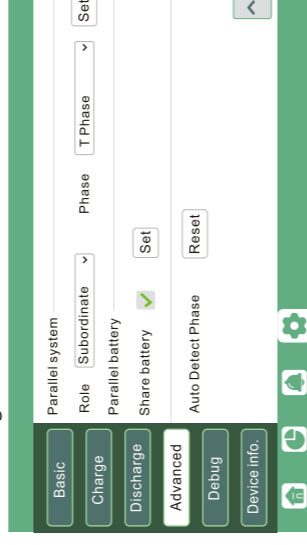 Basic
Charge
Discharge
Advanced
Debug
Device info.
Parallel system
Role Subordinate Phase T Phase Set
Parallel battery
Share battery Set
Auto Detect Phase Reset